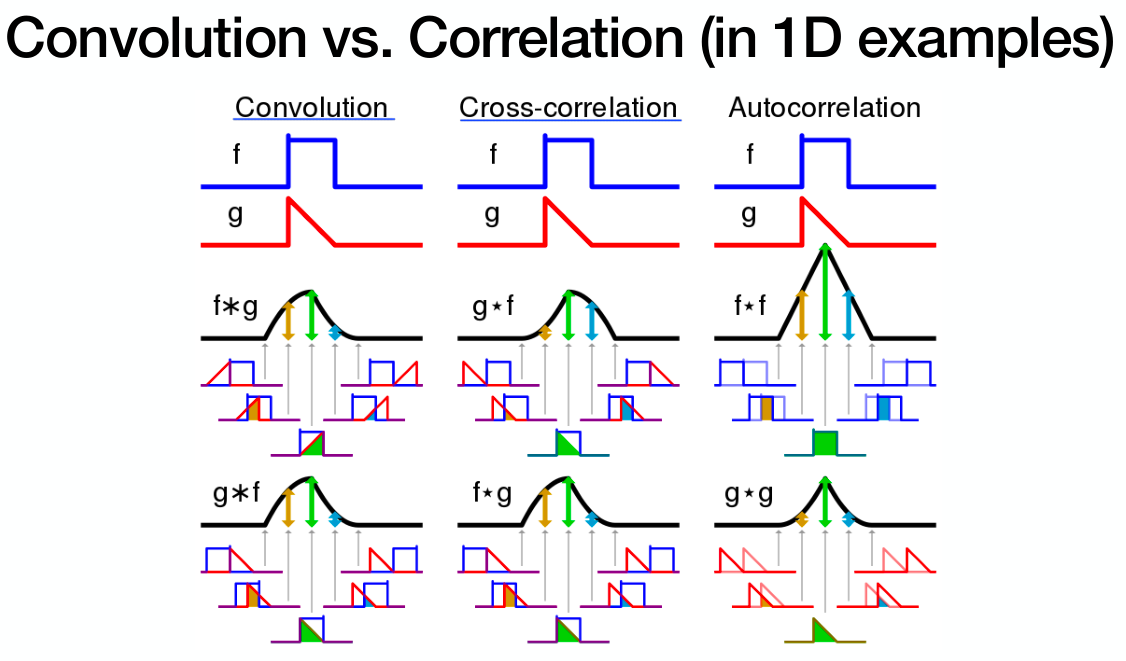 Convolution vs. Correlation (in 1D examples)
Convolution Cross-correlation Autocorrelation
f f f
g g g
f∗g g⋆f f⋆f
g∗f f⋆g g⋆g